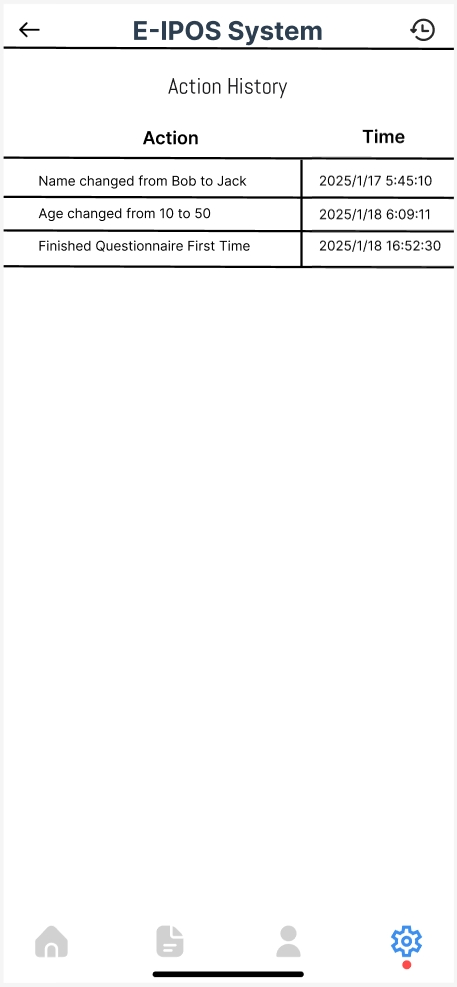 E-IPOS System
Action History
Action Time
Name changed from Bob to Jack 2025/1/17 5:45:10
Age changed from 10 to 50 2025/1/18 6:09:11
Finished Questionnaire First Time 2025/1/18 16:52:30